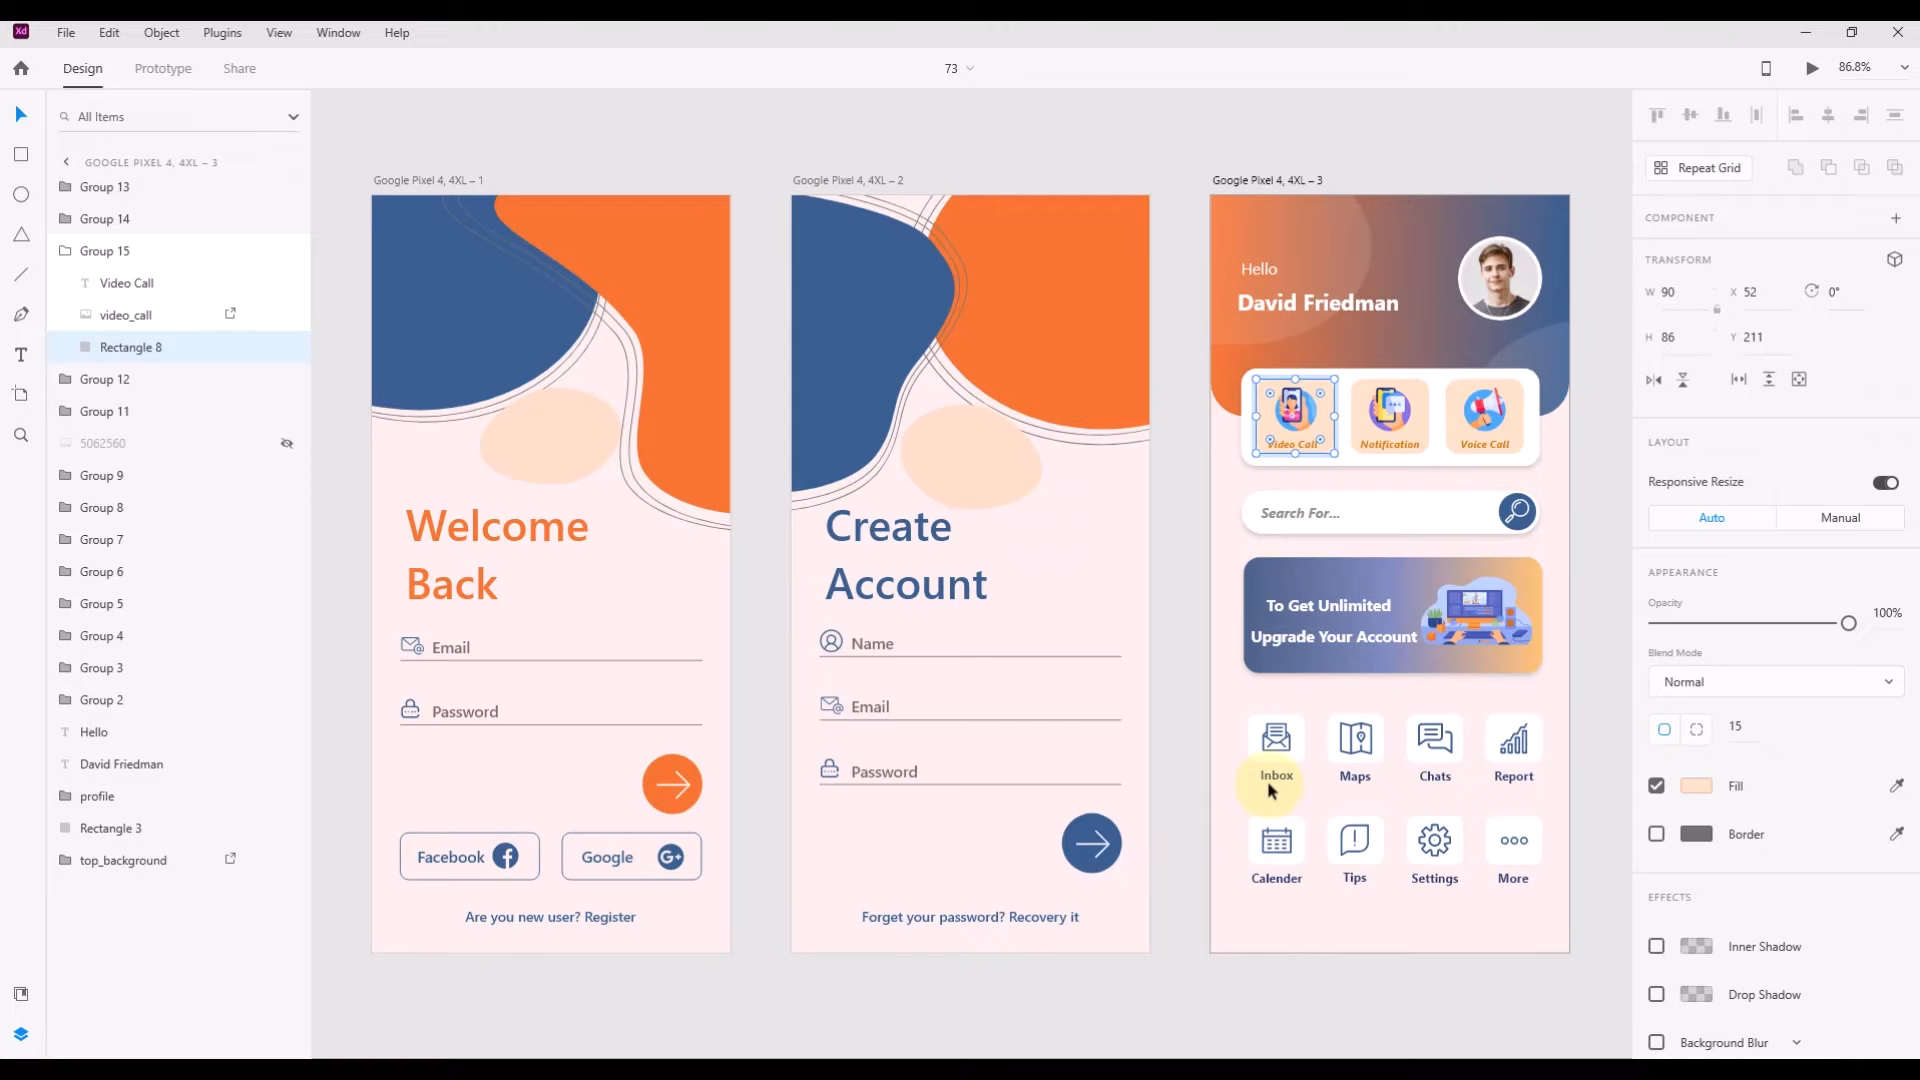 Xd
File Edit Object Plugins View Window Help
Design Prototype Share
73
86.8%
All Items
GOOGLE PIXEL 4, 4XL – 3
Group 13
Group 14
Group 15
Video Call
video_call
Rectangle 8
Group 12
Group 11
5062560
Group 9
Group 8
Group 7
Group 6
Group 5
Group 4
Group 3
Group 2
Hello
David Friedman
profile
Rectangle 3
top_background
Google Pixel 4, 4XL – 1
Welcome
Back
Email
Password
Facebook
Google
G+
Are you new user? Register
Google Pixel 4, 4XL – 2
Create
Account
Name
Email
Password
Forget your password? Recovery it
Google Pixel 4, 4XL – 3
Hello
David Friedman
Video Call Notification Voice Call
Search For...
To Get Unlimited
Upgrade Your Account
Inbox Maps Chats Report
Calender Tips Settings More
Repeat Grid
COMPONENT
TRANSFORM
W 90 X 52 0°
H 86 Y 211
LAYOUT
Responsive Resize
Auto Manual
APPEARANCE
Opacity
100%
Blend Mode
Normal
15
Fill
Border
EFFECTS
Inner Shadow
Drop Shadow
Background Blur